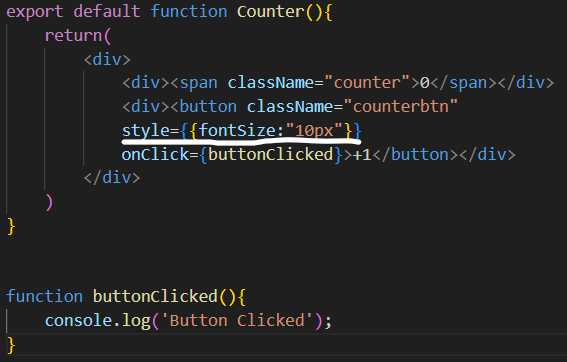 export default function Counter(){
return(
<div>
<div><span className="counter">0</span></div>
<div><button className="counterbtn"
style={{fontSize:"10px"}}
onClick={buttonClicked}>+1</button></div>
</div>
)
}
function buttonClicked(){
console.log('Button Clicked');
}